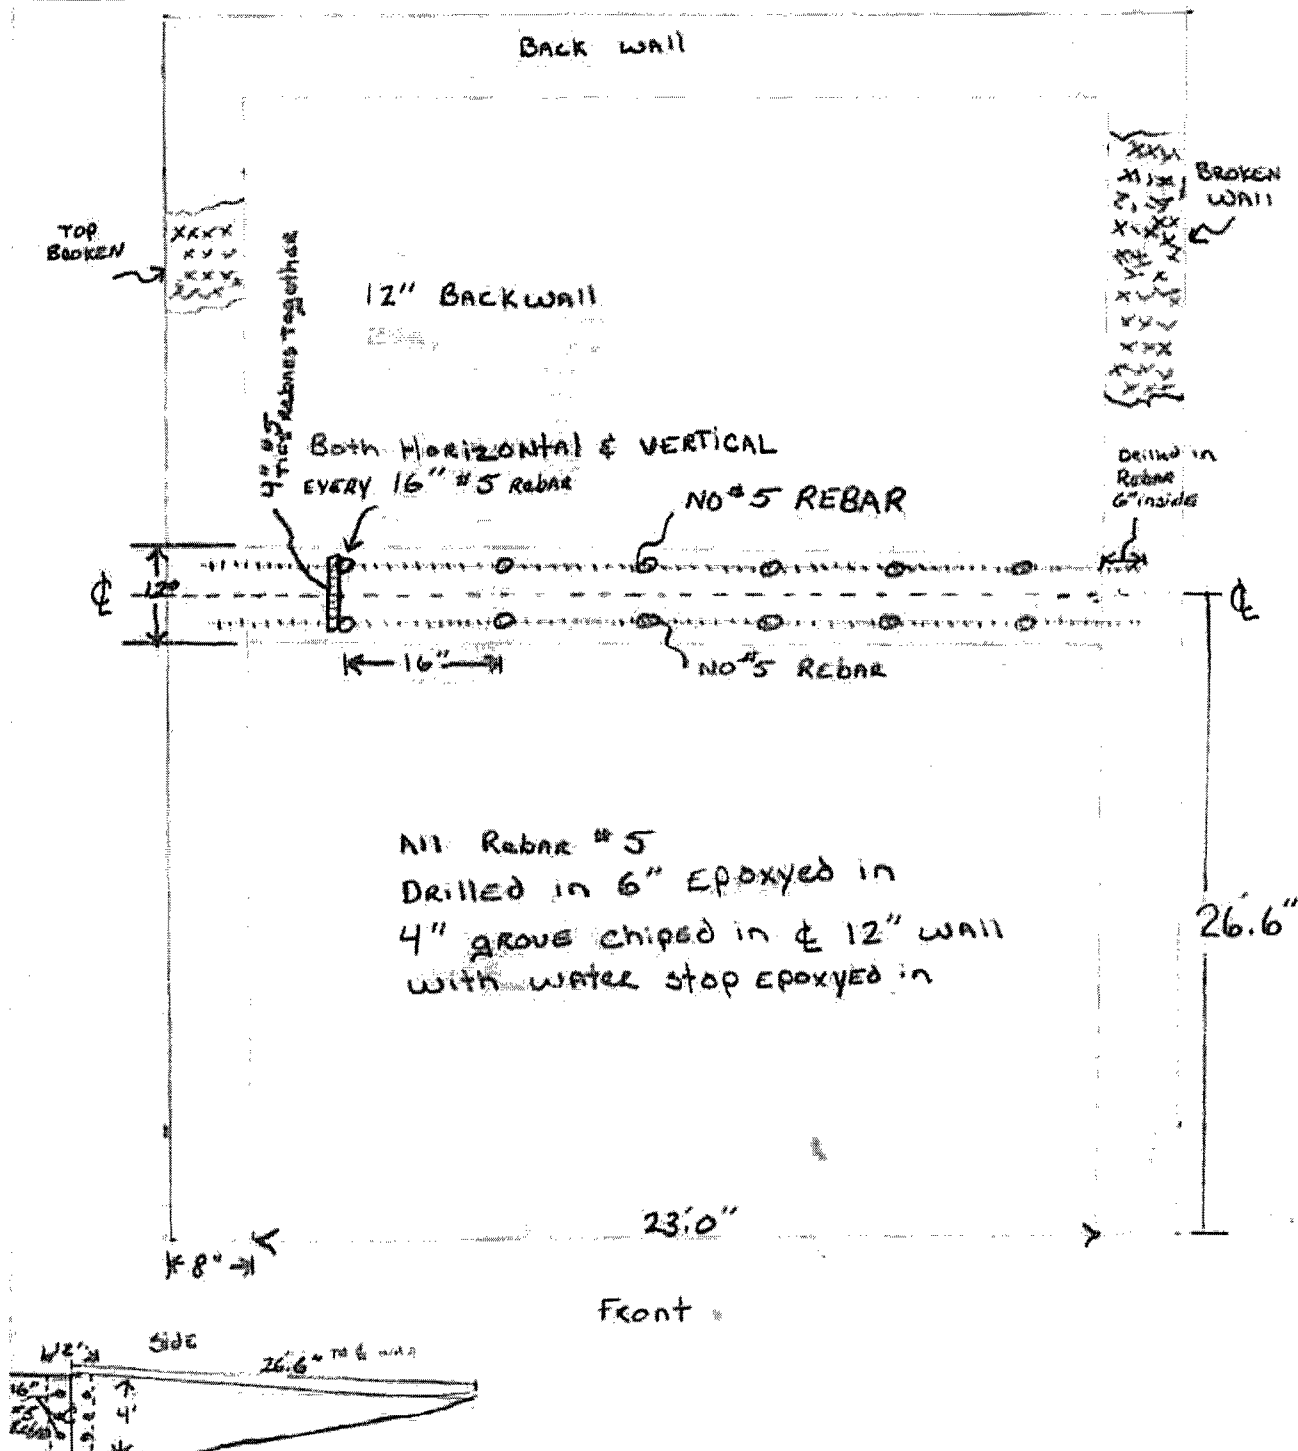 BACK WALL
BROKEN
WALL
TOP
BROKEN
12" BACKWALL
4" #5
Ties Rebars Together
Both Horizontal & VERTICAL
EVERY 16" #5 Rebar
Drilled in
Rebar
6" inside
NO #5 REBAR
℄
12"
℄
16"
NO #5 Rebar
All Rebar #5
Drilled in 6" Epoxyed in
4" grove chiped in ℄ 12" wall
with water stop Epoxyed in
26'.6"
23'.0"
8"
Front
Side
12"
26'.6" TO ℄
16"
4'